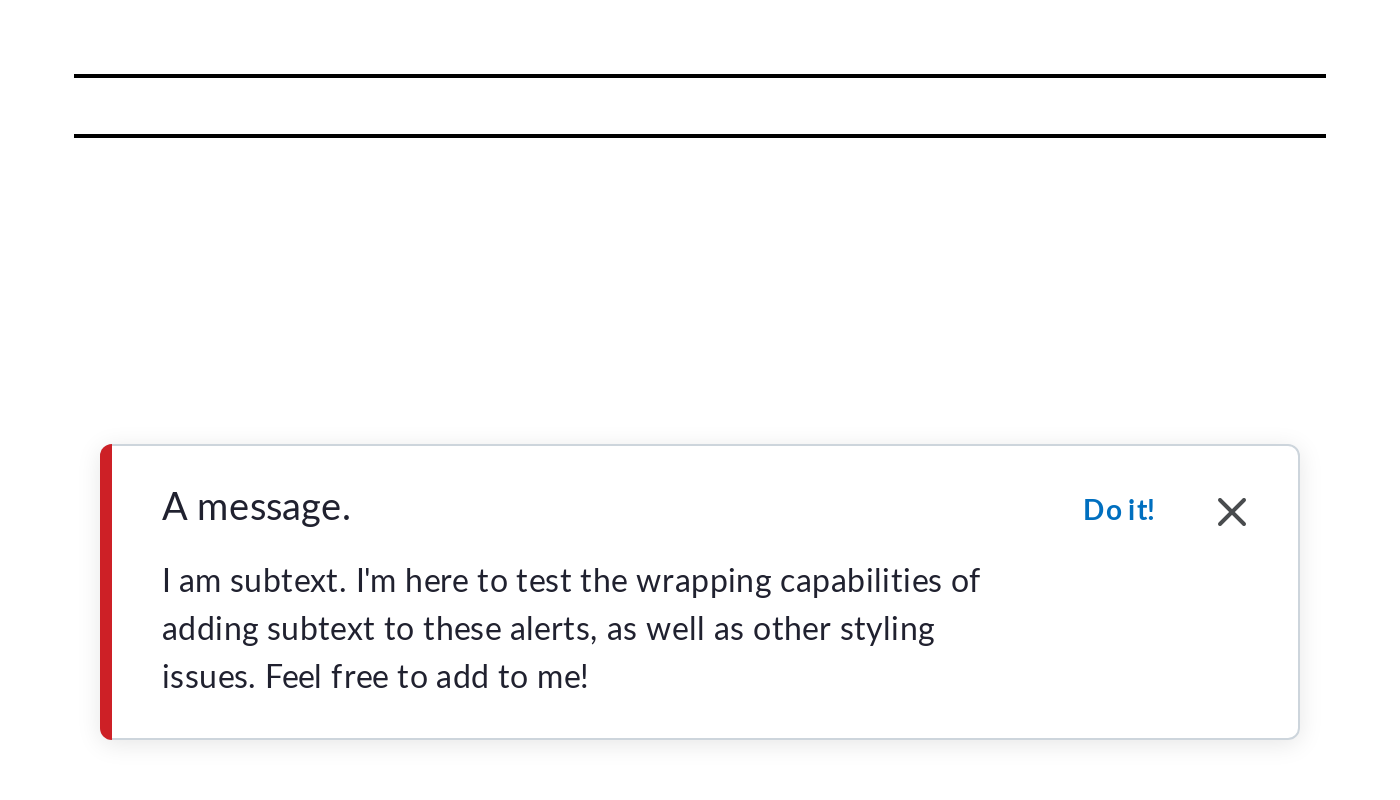 A message.
Do it!
I am subtext. I'm here to test the wrapping capabilities of
adding subtext to these alerts, as well as other styling
issues. Feel free to add to me!